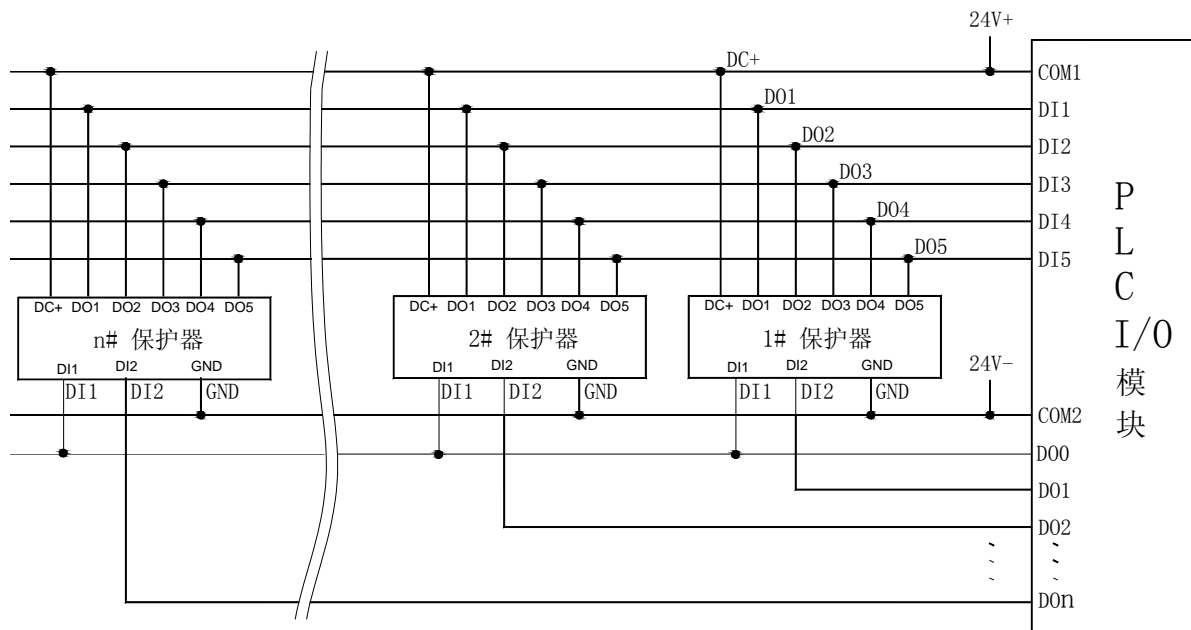 24V+
DC+
COM1
DO1
DI1
DO2
DI2
DO3
DI3
DO4
DI4
DO5
DI5
DC+ DO1 DO2 DO3 DO4 DO5
n# 保护器
DI1 DI2 GND
DI1 DI2 GND
DC+ DO1 DO2 DO3 DO4 DO5
2# 保护器
DI1 DI2 GND
DI1 DI2 GND
DC+ DO1 DO2 DO3 DO4 DO5
1# 保护器
DI1 DI2 GND
DI1 DI2 GND
24V-
COM2
DO0
DO1
DO2
DOn
P
L
C
I/O
模
块